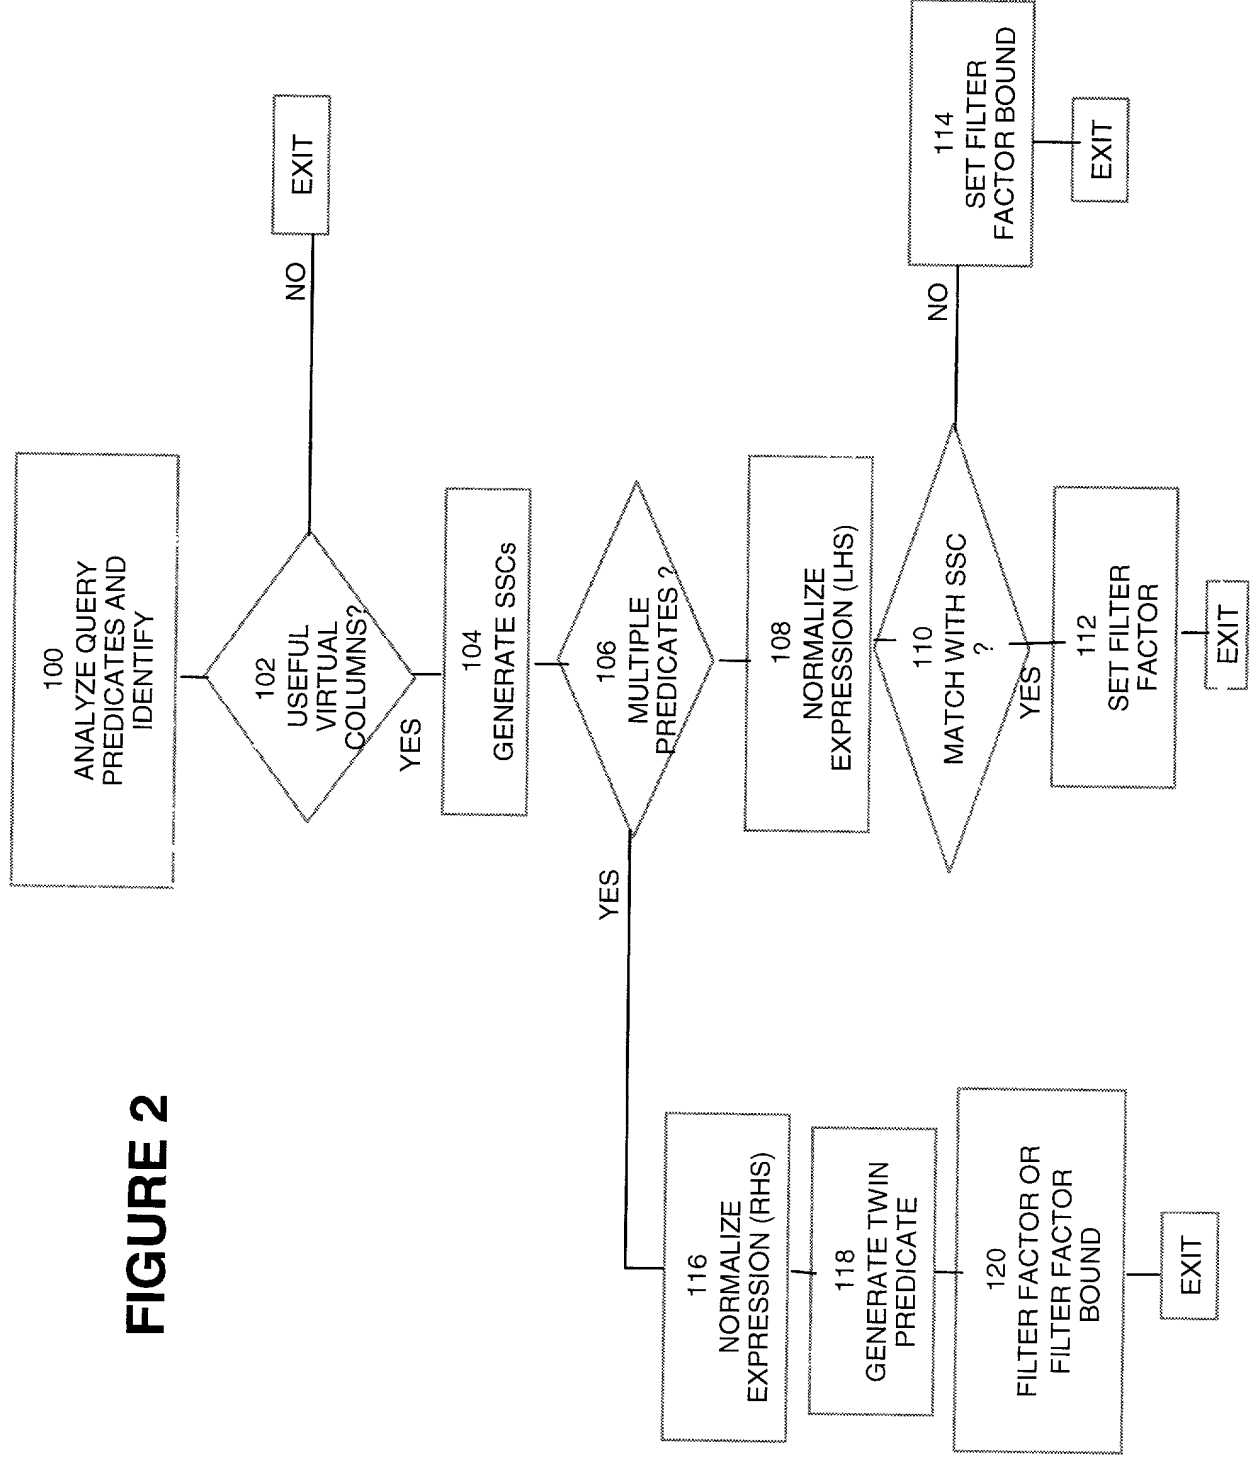 FIGURE 2
100
ANALYZE QUERY
PREDICATES AND
IDENTIFY
102
USEFUL
VIRTUAL
COLUMNS?
NO
EXIT
YES
104
GENERATE SSCs
106
MULTIPLE
PREDICATES ?
YES
108
NORMALIZE
EXPRESSION (LHS)
110
MATCH WITH SSC
?
NO
114
SET FILTER
FACTOR BOUND
EXIT
YES
112
SET FILTER
FACTOR
EXIT
116
NORMALIZE
EXPRESSION (RHS)
118
GENERATE TWIN
PREDICATE
120
FILTER FACTOR OR
FILTER FACTOR
BOUND
EXIT